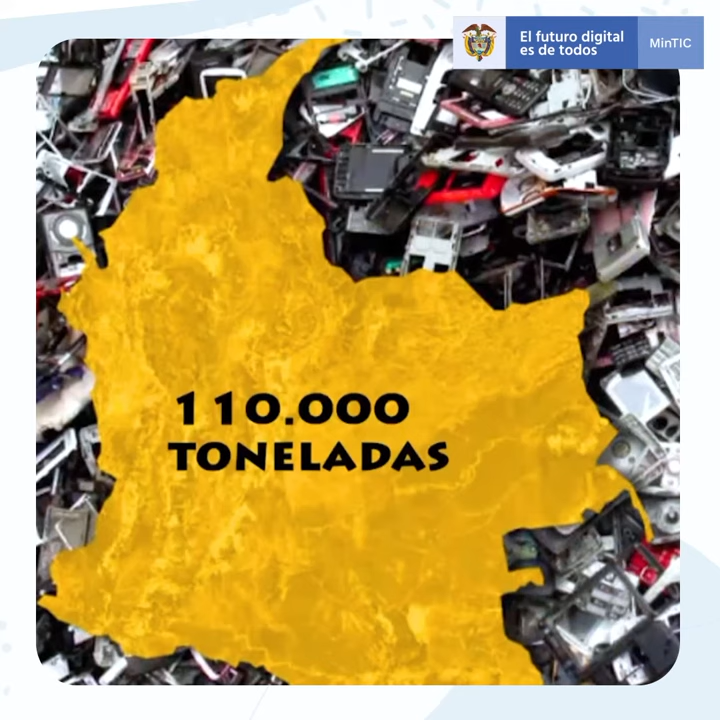 El futuro digital
es de todos
MinTIC
110.000
TONELADAS